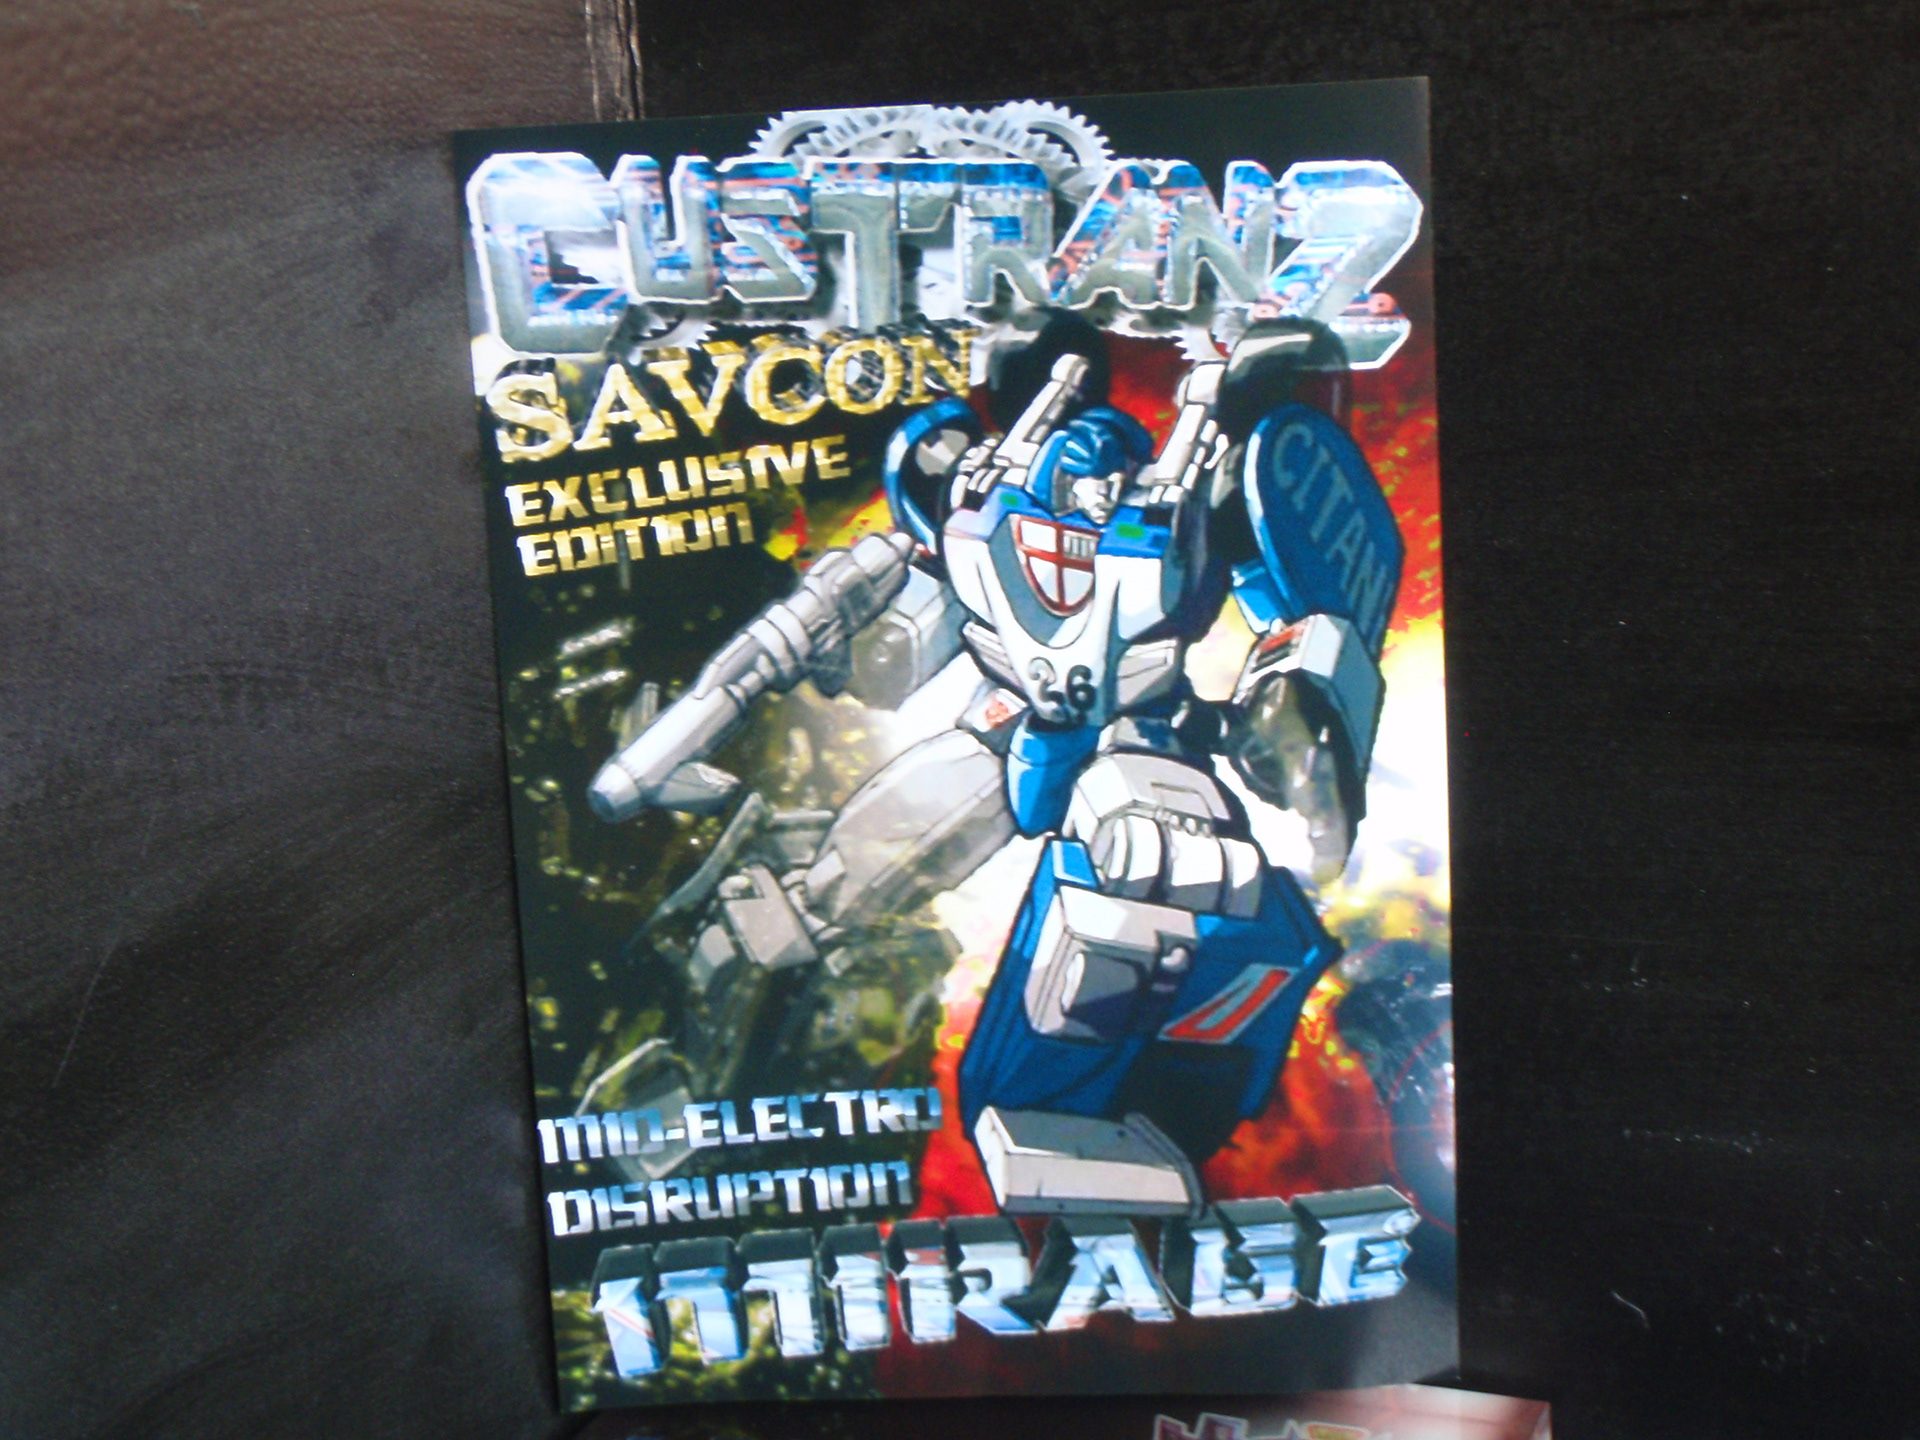 CUSTRANZ
SAVCON
EXCLUSIVE
EDITION
CITAN
26
MID-ELECTRO
DISRUPTION
MIRAGE